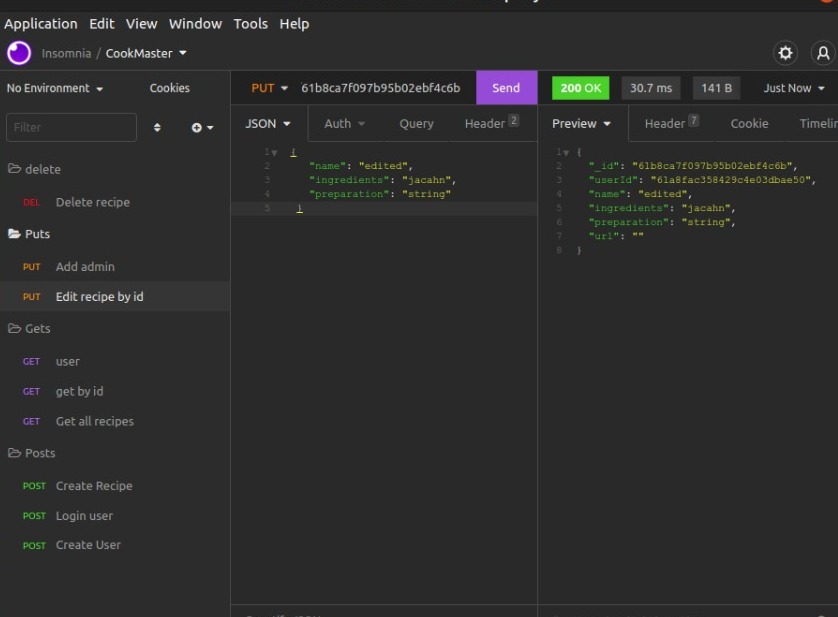 Application Edit View Window Tools Help
Insomnia / CookMaster
No Environment Cookies
PUT 61b8ca7f097b95b02ebf4c6b Send
200 OK 30.7 ms 141 B Just Now
Filter
JSON Auth Query Header 2
Preview Header 7 Cookie Timelin
delete
DEL Delete recipe
Puts
PUT Add admin
PUT Edit recipe by id
Gets
GET user
GET get by id
GET Get all recipes
Posts
POST Create Recipe
POST Login user
POST Create User
1 {
2 "name": "edited",
3 "ingredients": "jacahn",
4 "preparation": "string"
5 }
1 {
2 "_id": "61b8ca7f097b95b02ebf4c6b",
3 "userId": "61a8fac358429c4e03dbae50",
4 "name": "edited",
5 "ingredients": "jacahn",
6 "preparation": "string",
7 "url": ""
8 }